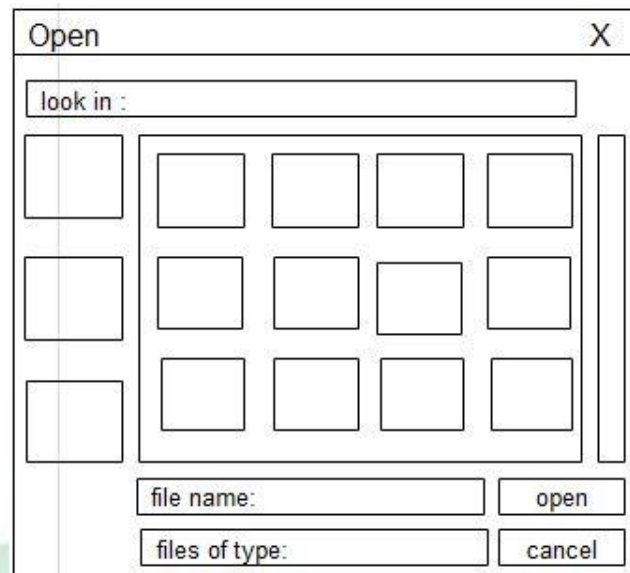 Open X
look in :
file name: open
files of type: cancel